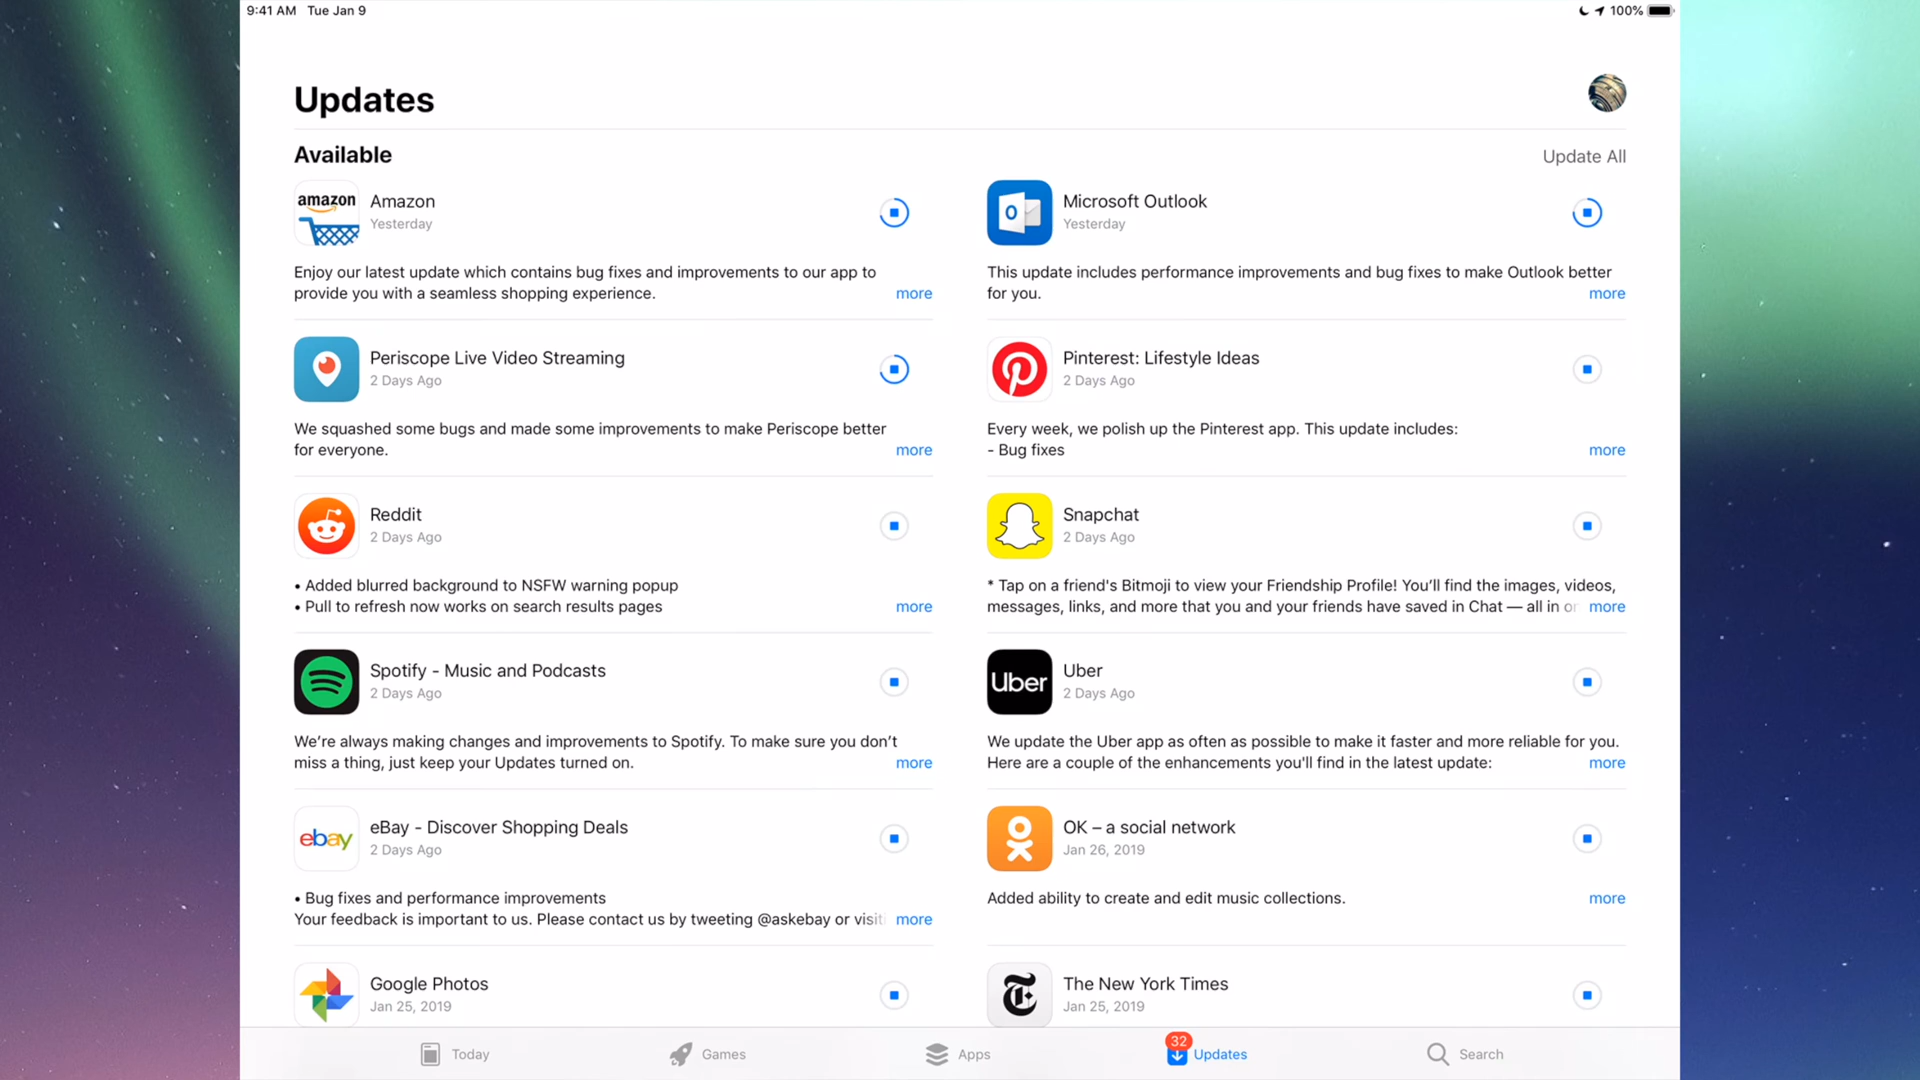 9:41 AM Tue Jan 9
100%
Updates
Available
Update All
amazon
Amazon
Yesterday
Enjoy our latest update which contains bug fixes and improvements to our app to
provide you with a seamless shopping experience.
more
Microsoft Outlook
Yesterday
This update includes performance improvements and bug fixes to make Outlook better
for you.
more
Periscope Live Video Streaming
2 Days Ago
We squashed some bugs and made some improvements to make Periscope better
for everyone.
more
Pinterest: Lifestyle Ideas
2 Days Ago
Every week, we polish up the Pinterest app. This update includes:
- Bug fixes
more
Reddit
2 Days Ago
• Added blurred background to NSFW warning popup
• Pull to refresh now works on search results pages
more
Snapchat
2 Days Ago
* Tap on a friend's Bitmoji to view your Friendship Profile! You’ll find the images, videos,
messages, links, and more that you and your friends have saved in Chat — all in or
more
Spotify - Music and Podcasts
2 Days Ago
We’re always making changes and improvements to Spotify. To make sure you don’t
miss a thing, just keep your Updates turned on.
more
Uber
Uber
2 Days Ago
We update the Uber app as often as possible to make it faster and more reliable for you.
Here are a couple of the enhancements you'll find in the latest update:
more
ebay
eBay - Discover Shopping Deals
2 Days Ago
• Bug fixes and performance improvements
Your feedback is important to us. Please contact us by tweeting @askebay or visiti
more
OK – a social network
Jan 26, 2019
Added ability to create and edit music collections.
more
Google Photos
Jan 25, 2019
The New York Times
Jan 25, 2019
Today
Games
Apps
32
Updates
Search